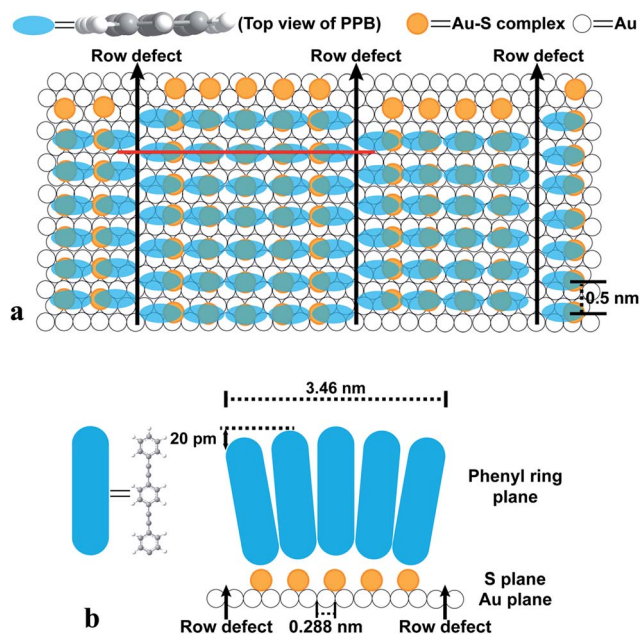 = (Top view of PPB) = Au-S complex = Au
Row defect Row defect Row defect
a
0.5 nm
3.46 nm
20 pm
=
Phenyl ring
plane
S plane
Au plane
b
Row defect 0.288 nm Row defect